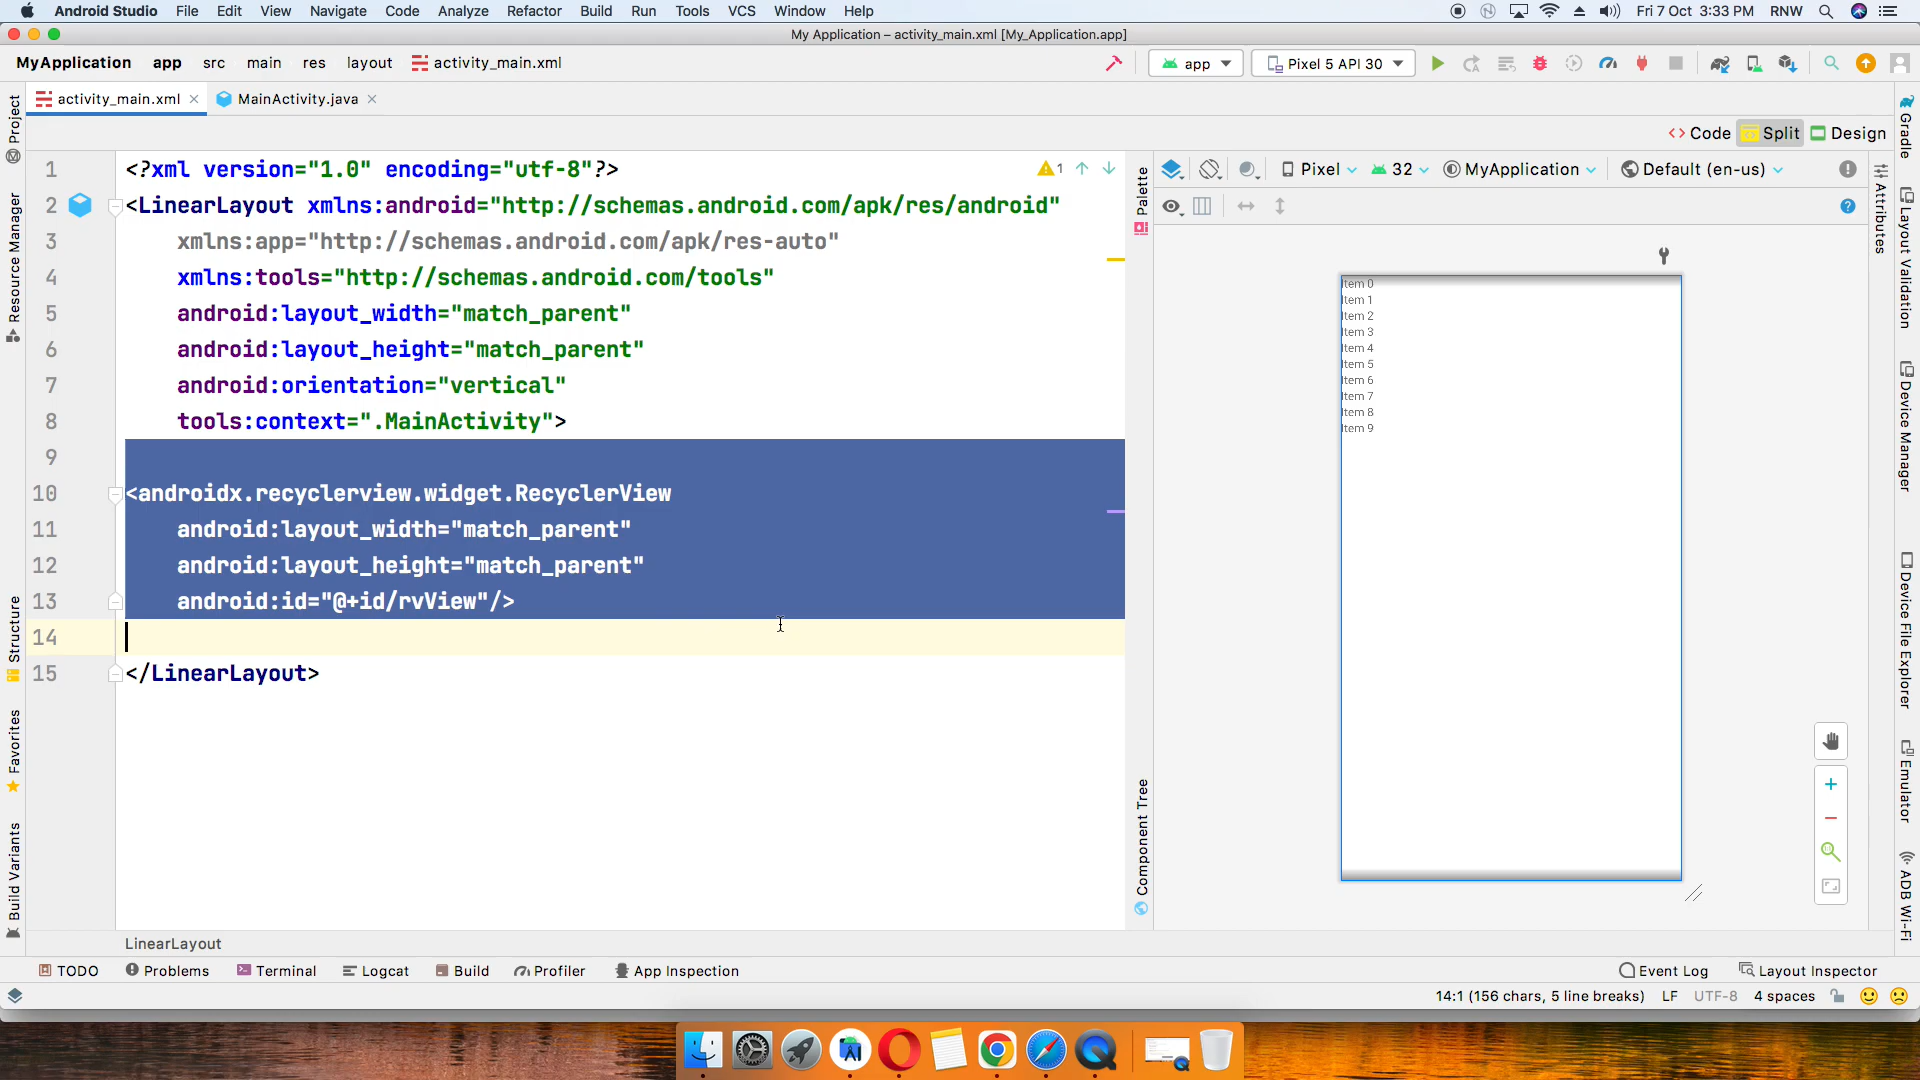 Android Studio File Edit View Navigate Code Analyze Refactor Build Run Tools VCS Window Help Fri 7 Oct 3:33 PM RNW
My Application – activity_main.xml [My_Application.app]
MyApplication app src main res layout activity_main.xml app Pixel 5 API 30
activity_main.xml MainActivity.java
Code Split Design
Project
Resource Manager
Structure
Favorites
Build Variants
1 <?xml version="1.0" encoding="utf-8"?> 1
2 <LinearLayout xmlns:android="http://schemas.android.com/apk/res/android"
3 xmlns:app="http://schemas.android.com/apk/res-auto"
4 xmlns:tools="http://schemas.android.com/tools"
5 android:layout_width="match_parent"
6 android:layout_height="match_parent"
7 android:orientation="vertical"
8 tools:context=".MainActivity">
9
10 <androidx.recyclerview.widget.RecyclerView
11 android:layout_width="match_parent"
12 android:layout_height="match_parent"
13 android:id="@+id/rvView"/>
14
15 </LinearLayout>
Palette
Component Tree
Pixel 32 MyApplication Default (en-us)
Item 0
Item 1
Item 2
Item 3
Item 4
Item 5
Item 6
Item 7
Item 8
Item 9
Attributes
Gradle
Layout Validation
Device Manager
Device File Explorer
Emulator
ADB Wi-Fi
LinearLayout
TODO Problems Terminal Logcat Build Profiler App Inspection Event Log Layout Inspector
14:1 (156 chars, 5 line breaks) LF UTF-8 4 spaces